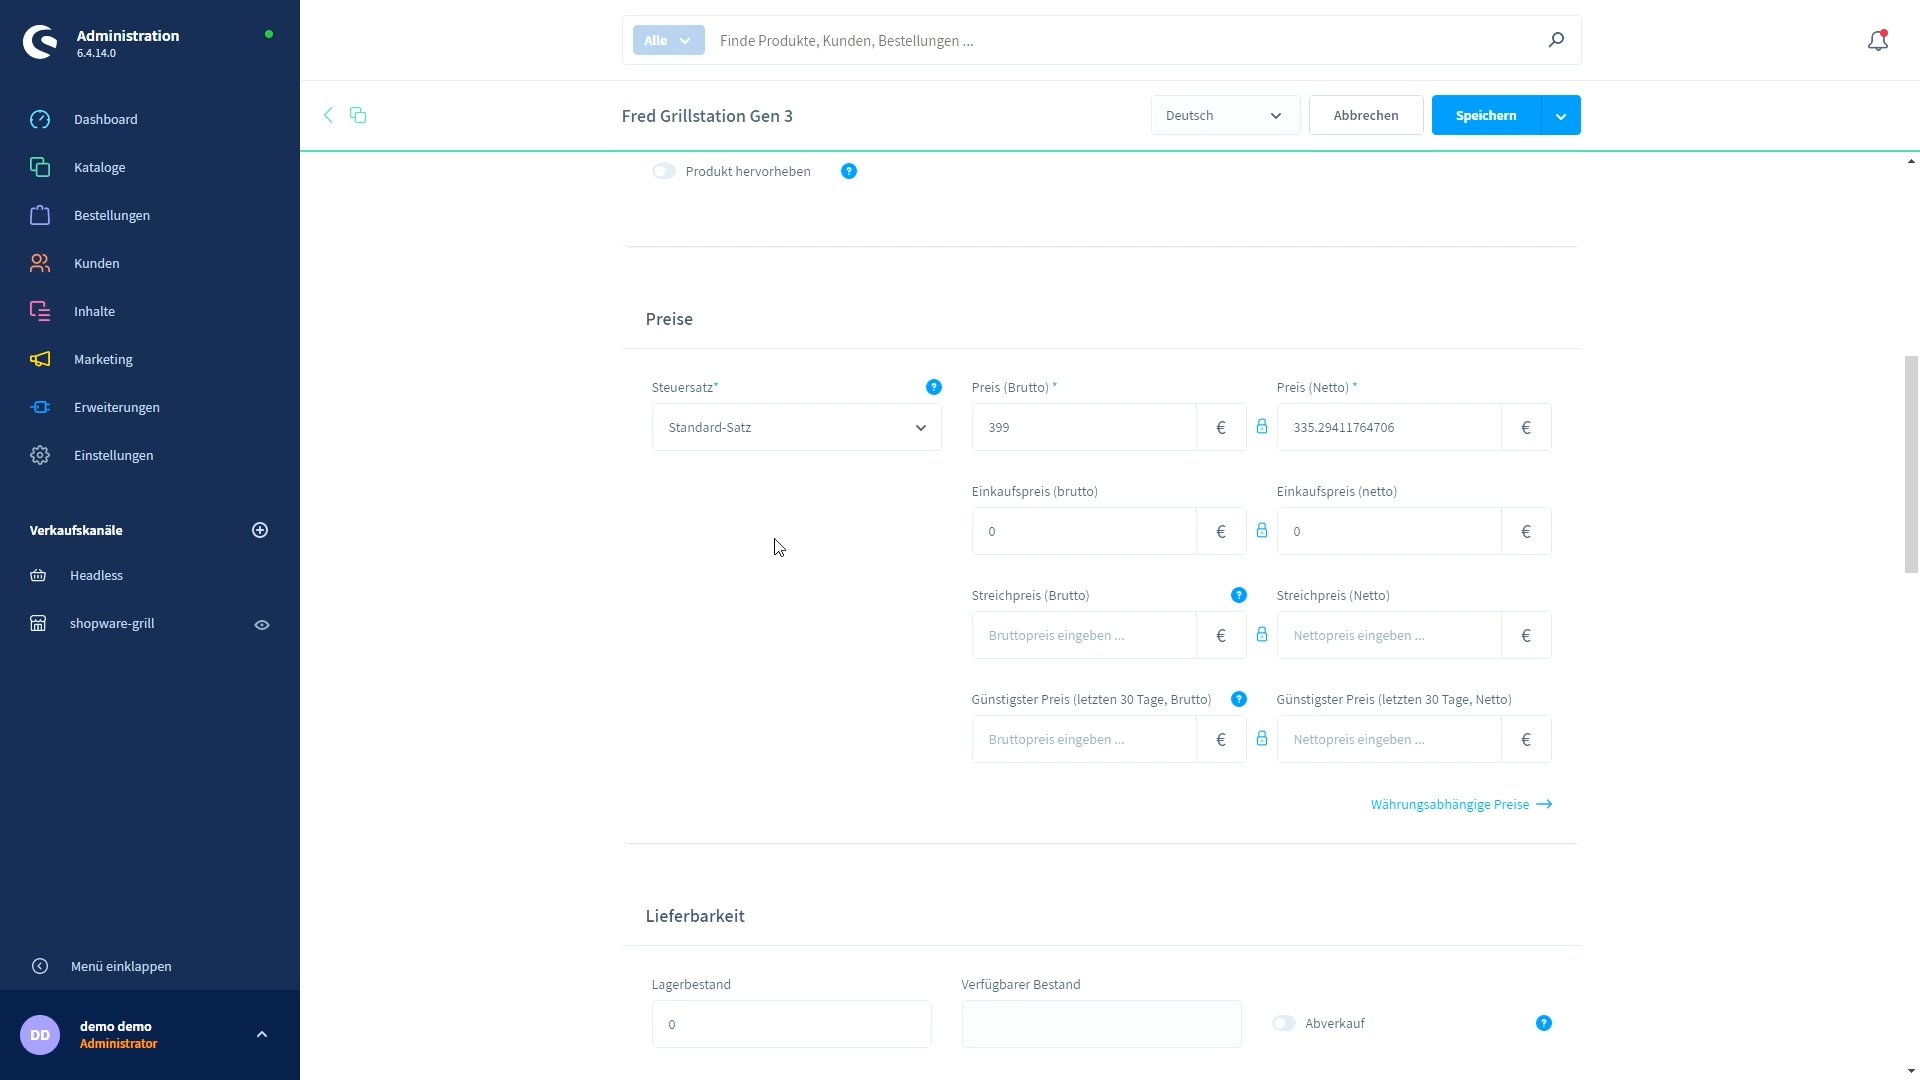 Administration
6.4.14.0
Dashboard
Kataloge
Bestellungen
Kunden
Inhalte
Marketing
Erweiterungen
Einstellungen
Verkaufskanäle
Headless
shopware-grill
Menü einklappen
DD
demo demo
Administrator
Alle
Finde Produkte, Kunden, Bestellungen ...
Fred Grillstation Gen 3
Deutsch
Abbrechen
Speichern
Produkt hervorheben ?
Preise
Steuersatz* ?
Standard-Satz
Preis (Brutto) *
399 €
Preis (Netto) *
335.29411764706 €
Einkaufspreis (brutto)
0 €
Einkaufspreis (netto)
0 €
Streichpreis (Brutto) ?
Bruttopreis eingeben ... €
Streichpreis (Netto)
Nettopreis eingeben ... €
Günstigster Preis (letzten 30 Tage, Brutto) ?
Bruttopreis eingeben ... €
Günstigster Preis (letzten 30 Tage, Netto)
Nettopreis eingeben ... €
Währungsabhängige Preise
Lieferbarkeit
Lagerbestand
0
Verfügbarer Bestand
Abverkauf ?